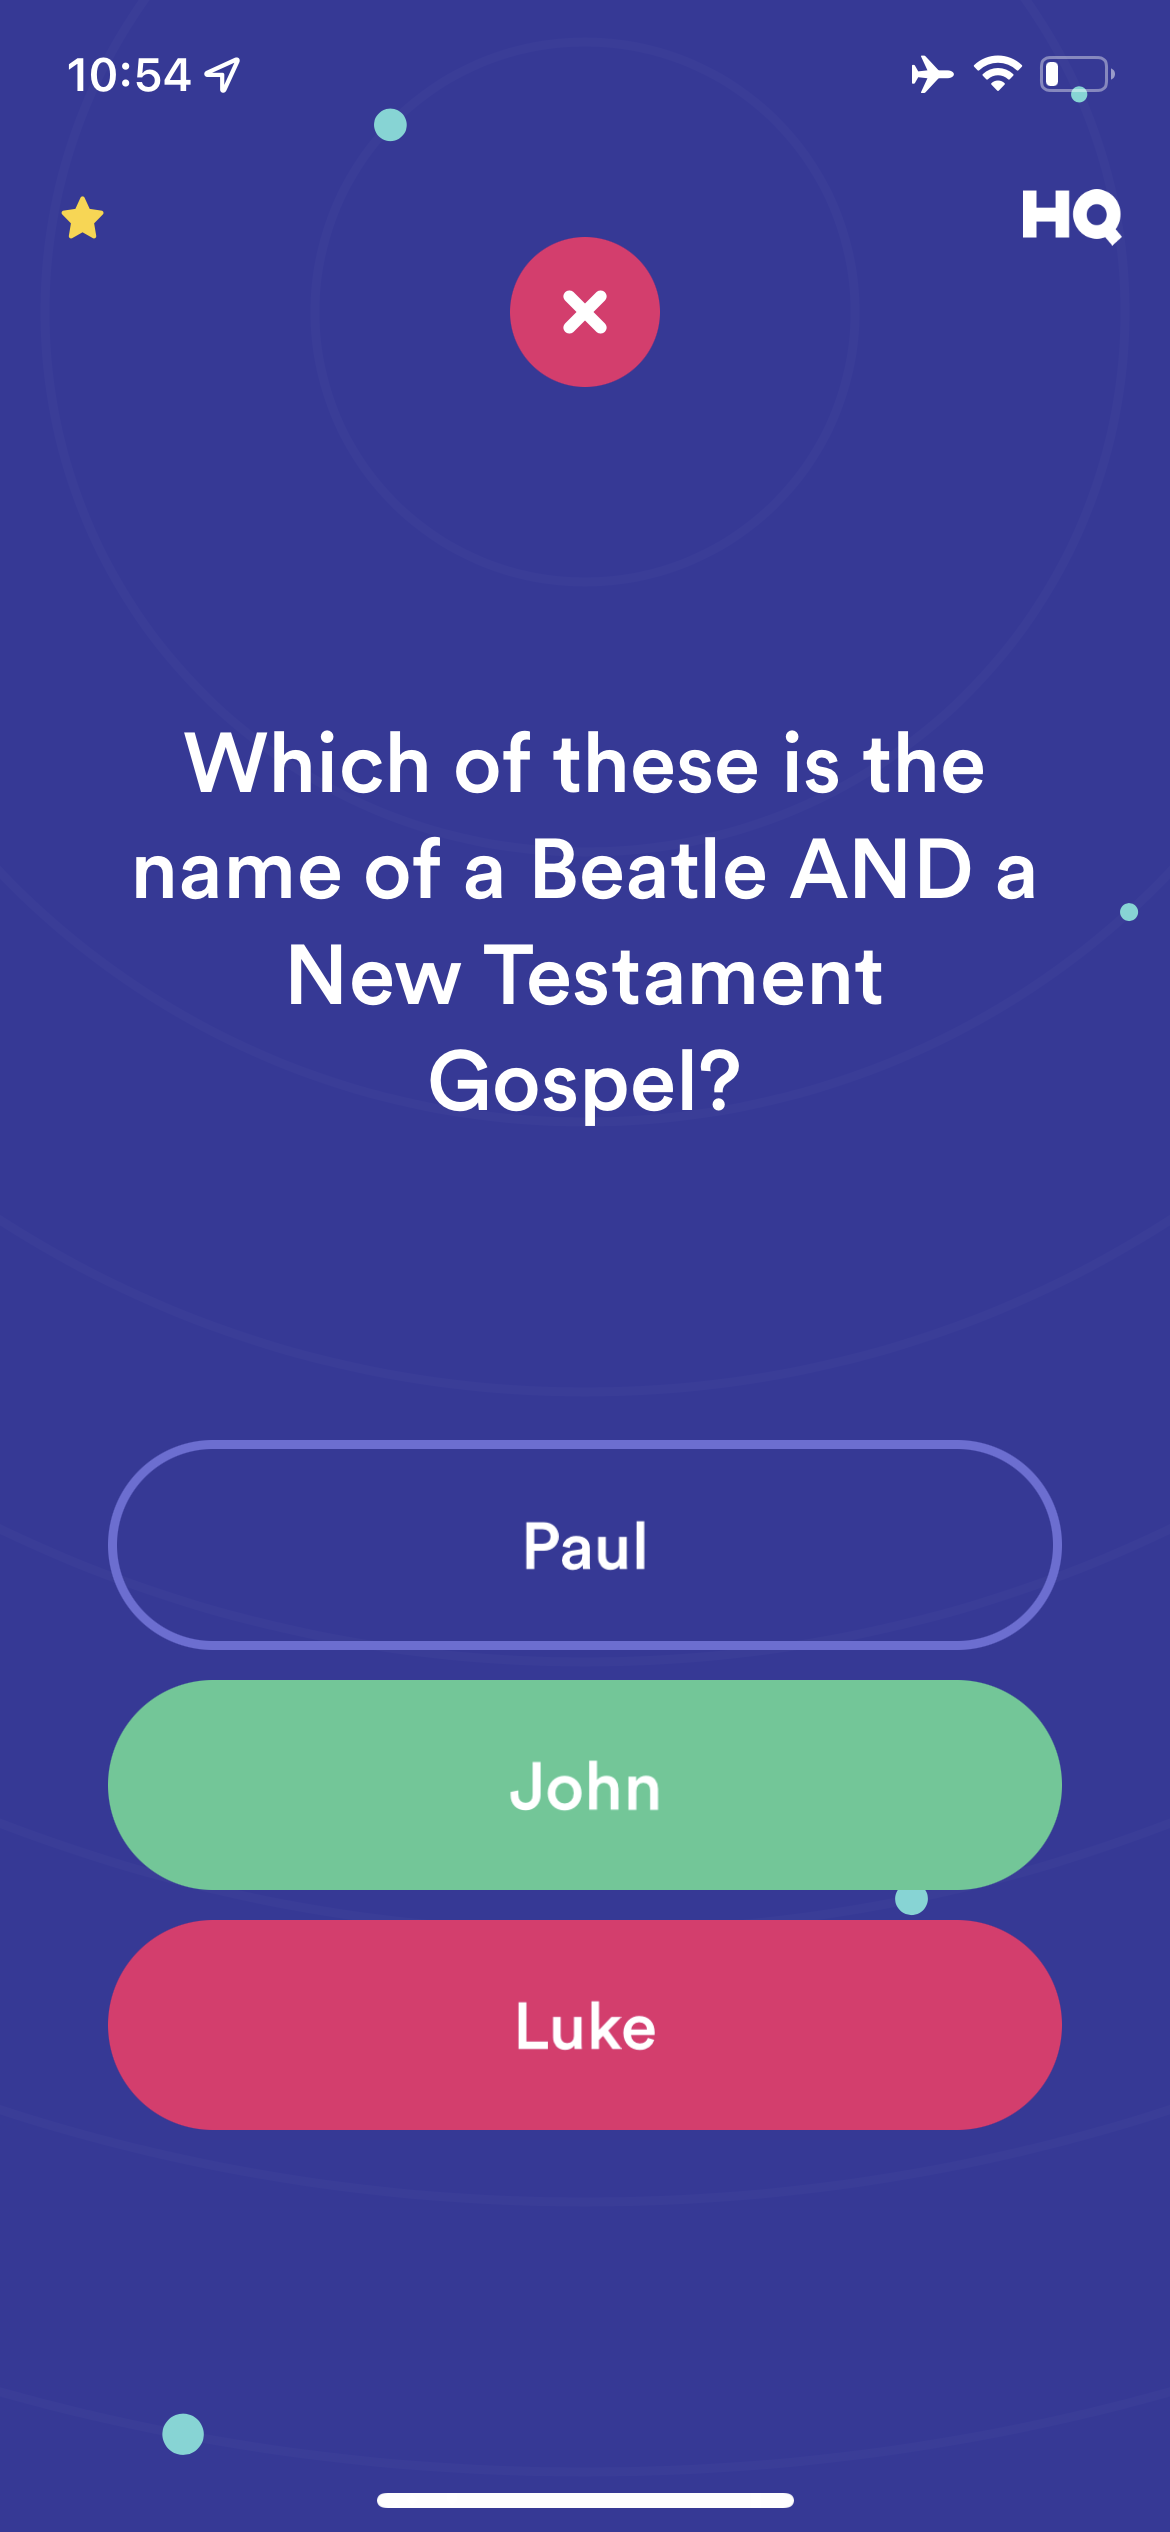 10:54
HQ
Which of these is the
name of a Beatle AND a
New Testament
Gospel?
Paul
John
Luke